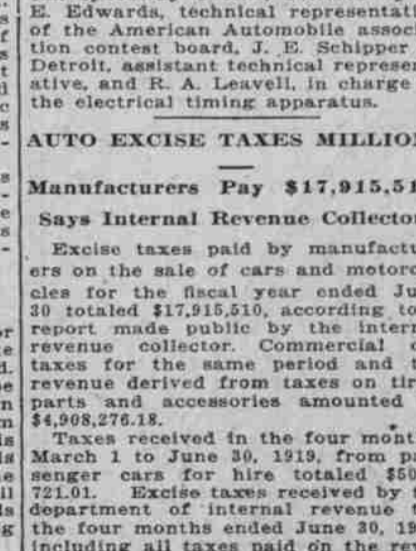 E. Edwards, technical representati
of the American Automobile associ
tion contest board, J. E. Schipper
Detroit, assistant technical represen
ative, and R. A. Leavell, in charge
the electrical timing apparatus.
AUTO EXCISE TAXES MILLION
Manufacturers Pay $17,915,51
Says Internal Revenue Collector
Excise taxes paid by manufactu
ers on the sale of cars and motorc
cles for the fiscal year ended Ju
30 totaled $17,915,510, according to
report made public by the intern
revenue collector. Commercial c
taxes for the same period and t
revenue derived from taxes on tir
parts and accessories amounted
$4,908,276.18.
Taxes received in the four mont
March 1 to June 30, 1919, from pa
senger cars for hire totaled $50
721.01. Excise taxes received by
department of internal revenue f
the four months ended June 30, 19
including all taxes paid on the re